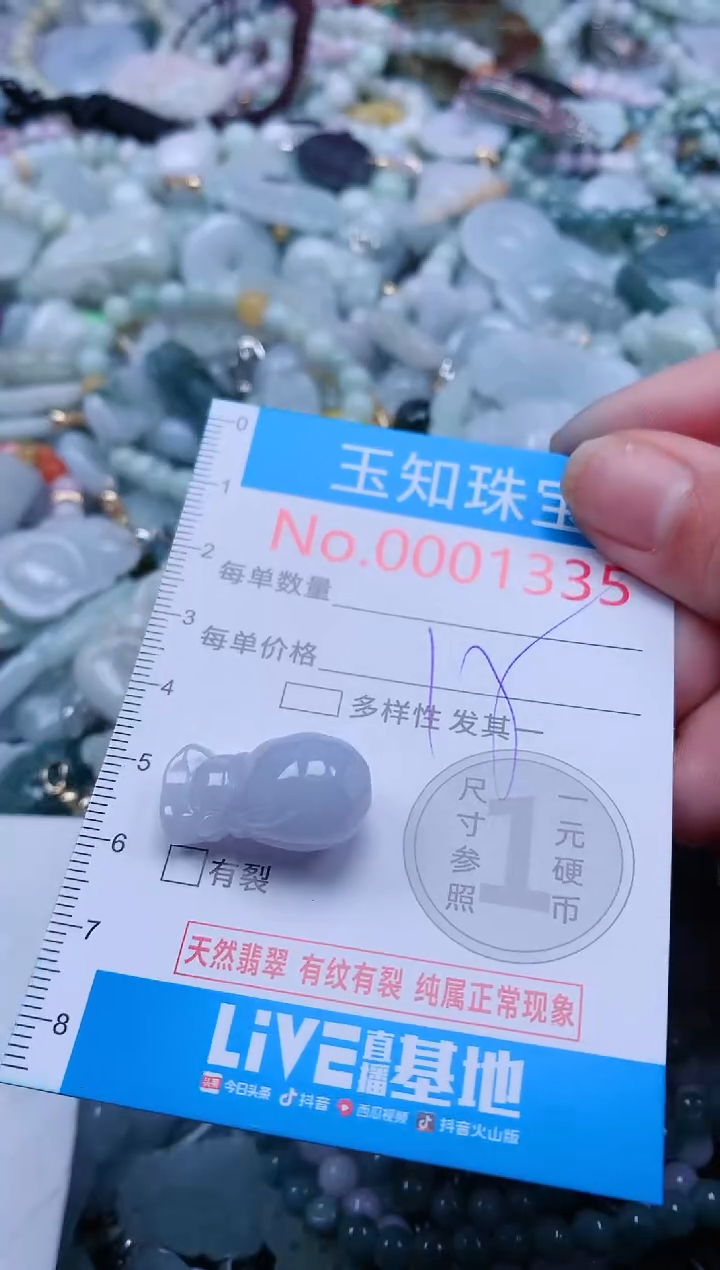 玉知珠宝
0
1
No.0001335
2
每单数量
3
每单价格
18
4
多样性 发其一
5
尺寸参照
1
一元硬币
6
有裂
7
天然翡翠 有纹有裂 纯属正常现象
8
LiVE直播基地
头条 今日头条 抖音 西瓜视频 抖音火山版